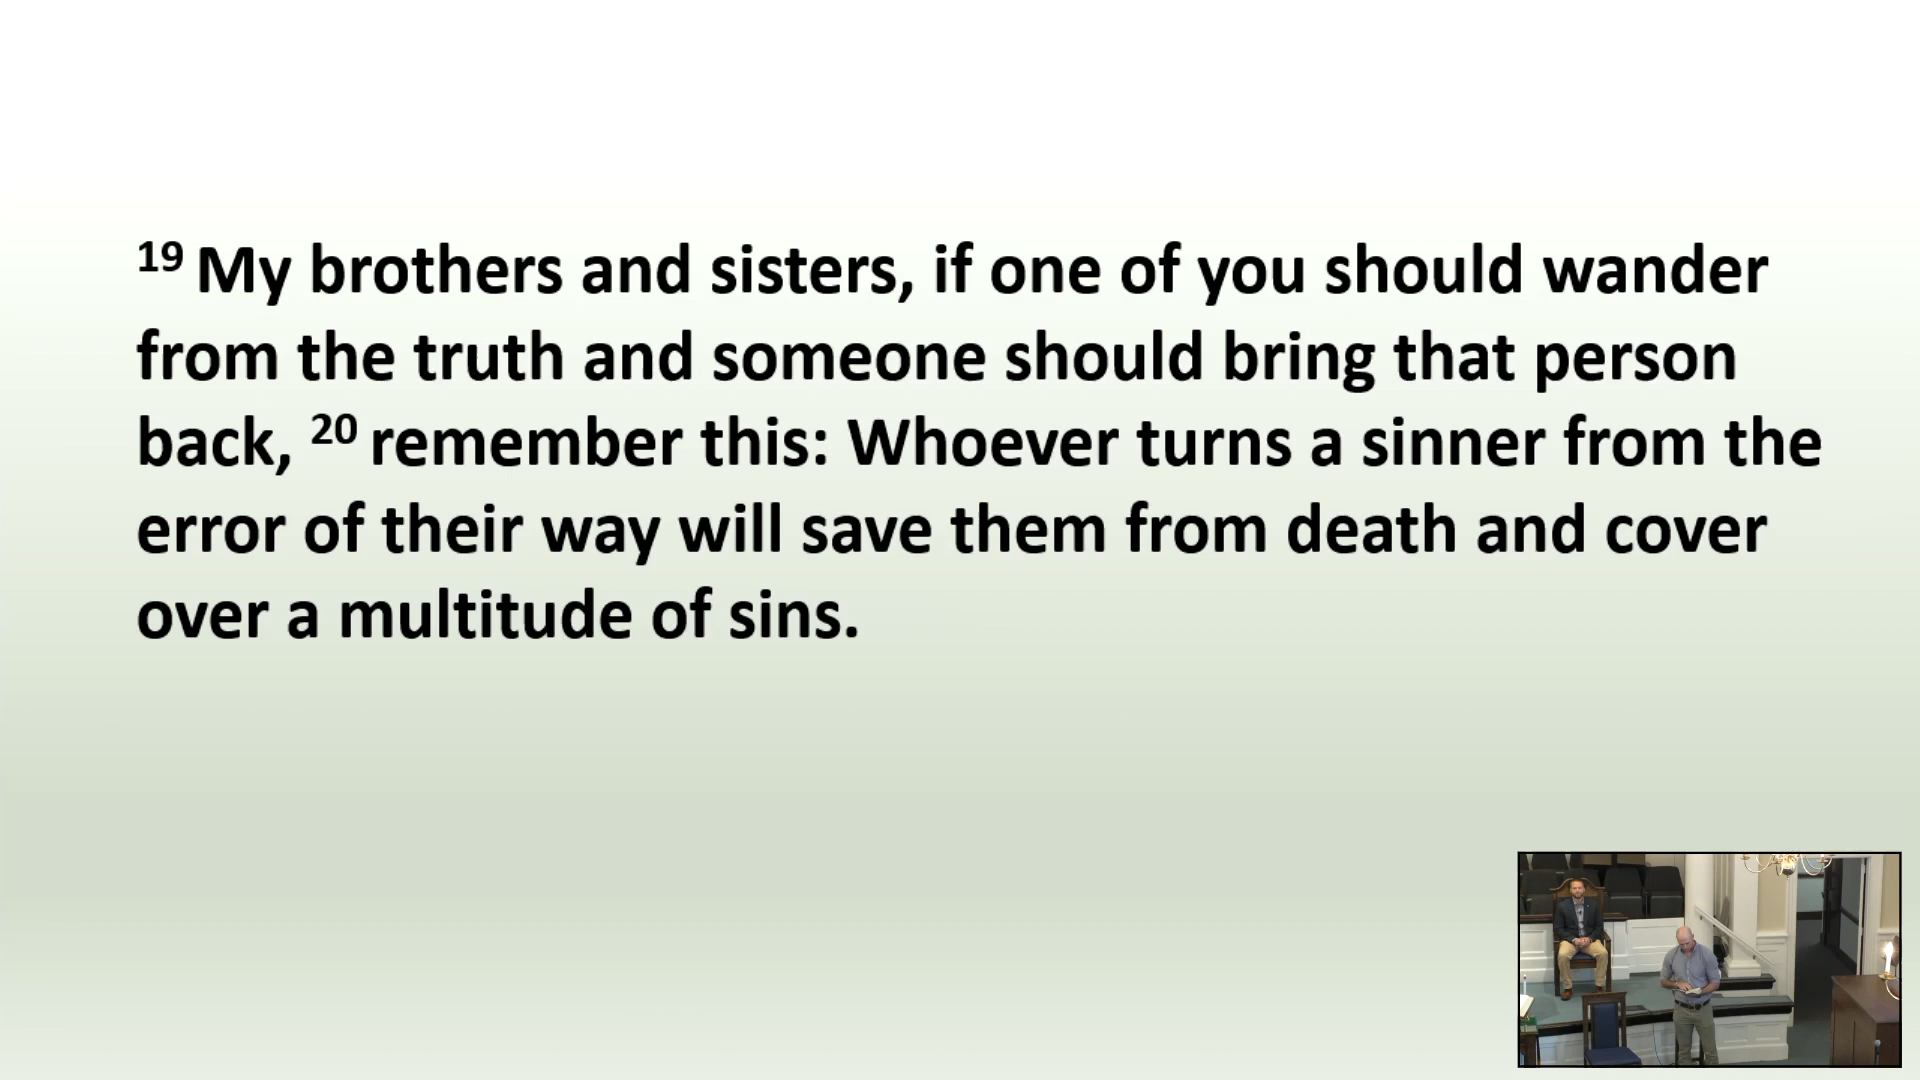 19 My brothers and sisters, if one of you should wander
from the truth and someone should bring that person
back, 20 remember this: Whoever turns a sinner from the
error of their way will save them from death and cover
over a multitude of sins.